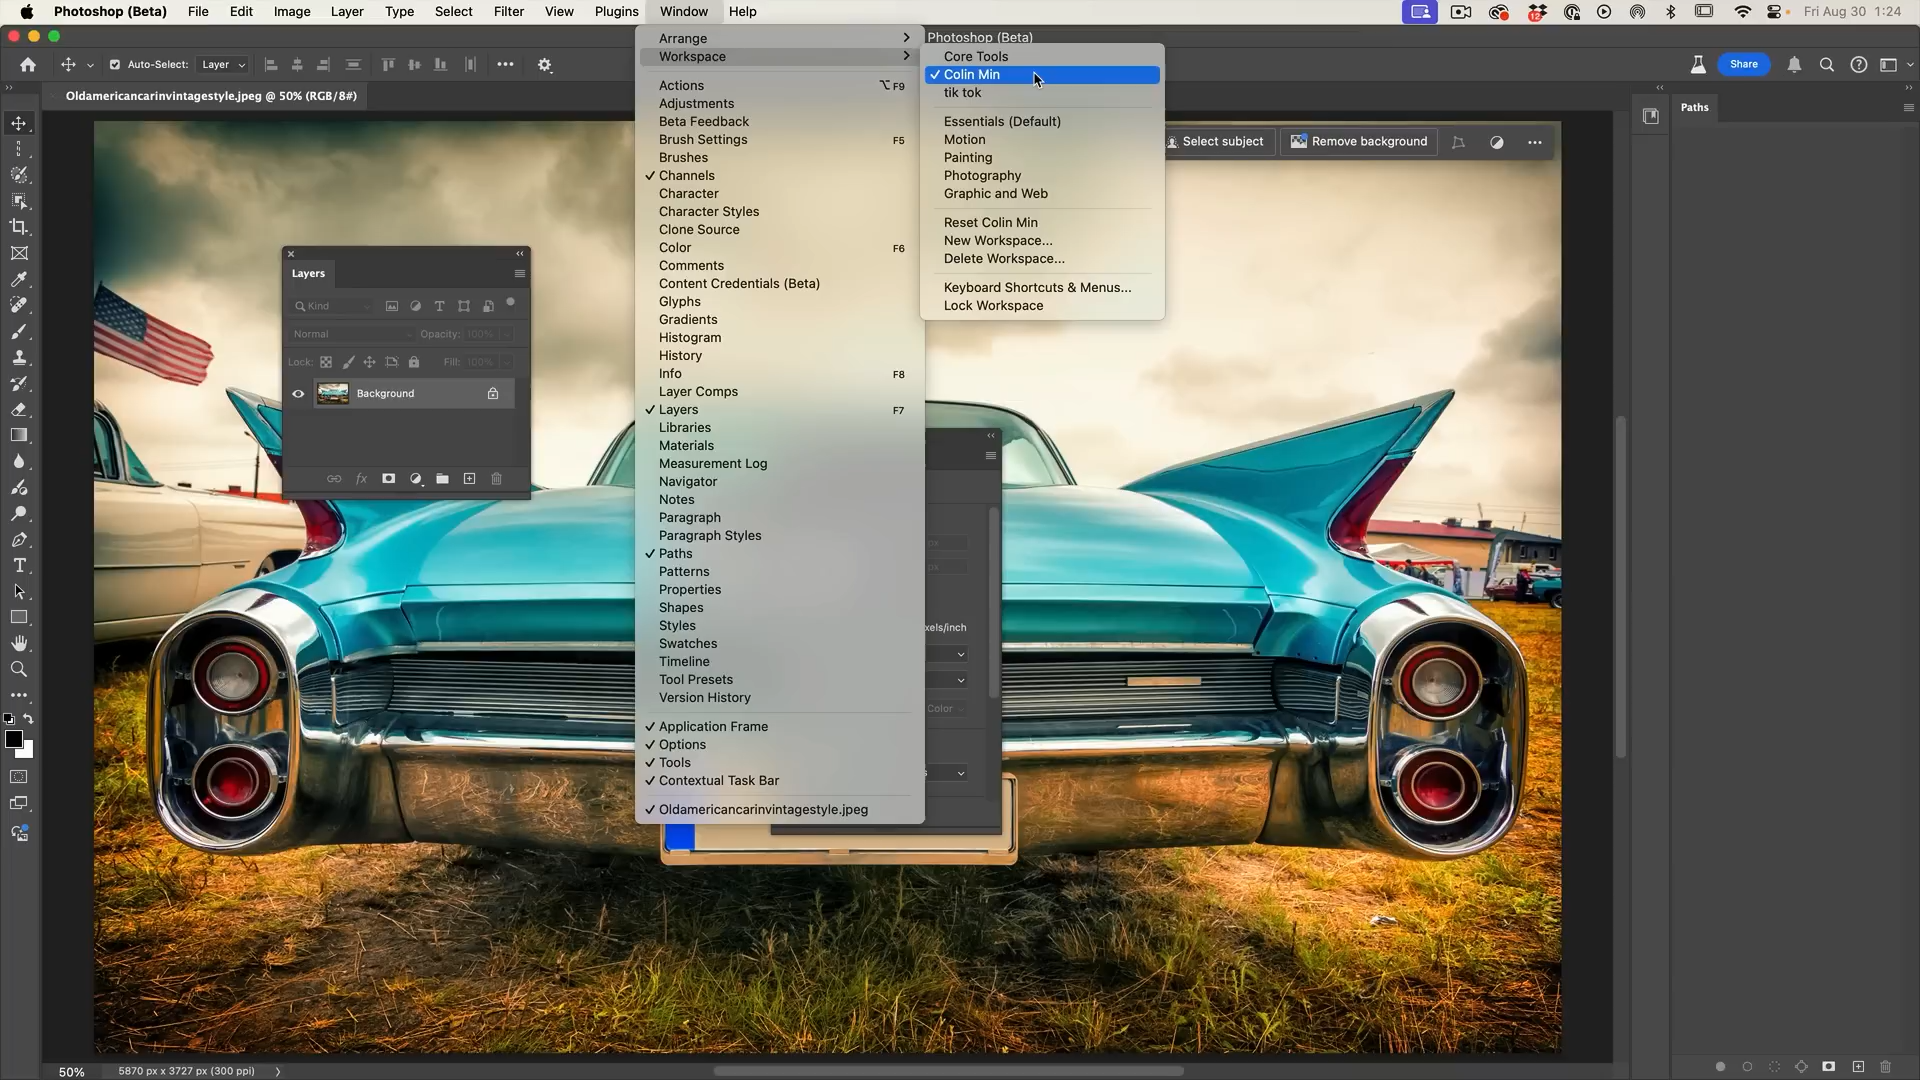 Photoshop (Beta) File Edit Image Layer Type Select Filter View Plugins Window Help
12
Fri Aug 30 1:24
Photoshop (Beta)
Auto-Select: Layer
Share
Oldamericancarinvintagestyle.jpeg @ 50% (RGB/8#)
Select subject
Remove background
Paths
Layers
Kind
Normal
Opacity: 100%
Lock:
Fill: 100%
Background
fx
Arrange
Workspace
Actions ⌥F9
Adjustments
Beta Feedback
Brush Settings F5
Brushes
✓ Channels
Character
Character Styles
Clone Source
Color F6
Comments
Content Credentials (Beta)
Glyphs
Gradients
Histogram
History
Info F8
Layer Comps
✓ Layers F7
Libraries
Materials
Measurement Log
Navigator
Notes
Paragraph
Paragraph Styles
✓ Paths
Patterns
Properties
Shapes
Styles
Swatches
Timeline
Tool Presets
Version History
✓ Application Frame
✓ Options
✓ Tools
✓ Contextual Task Bar
✓ Oldamericancarinvintagestyle.jpeg
Core Tools
✓ Colin Min
tik tok
Essentials (Default)
Motion
Painting
Photography
Graphic and Web
Reset Colin Min
New Workspace...
Delete Workspace...
Keyboard Shortcuts & Menus...
Lock Workspace
px
px
xels/inch
Color
50%
5870 px x 3727 px (300 ppi)